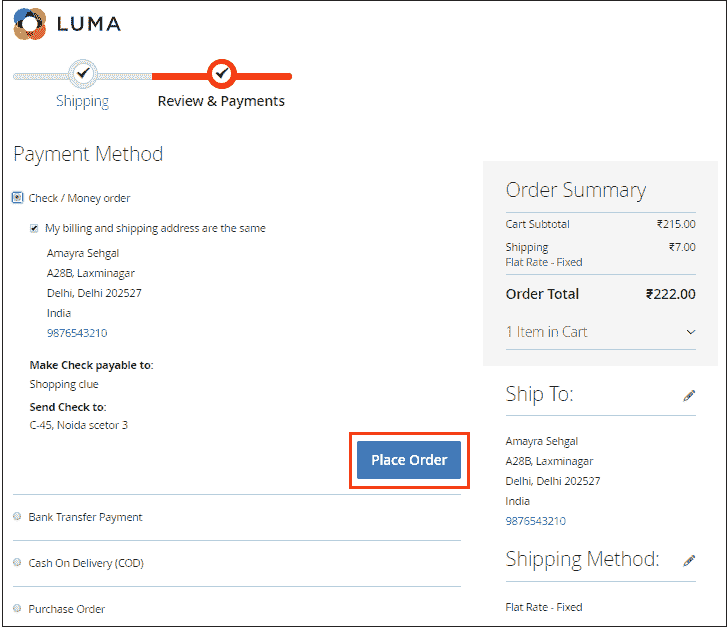 LUMA
Shipping
Review & Payments
Payment Method
Check / Money order
My billing and shipping address are the same
Amayra Sehgal
A28B, Laxminagar
Delhi, Delhi 202527
India
9876543210
Make Check payable to:
Shopping clue
Send Check to:
C-45, Noida scetor 3
Place Order
Bank Transfer Payment
Cash On Delivery (COD)
Purchase Order
Order Summary
Cart Subtotal ₹215.00
Shipping ₹7.00
Flat Rate - Fixed
Order Total ₹222.00
1 Item in Cart
Ship To:
Amayra Sehgal
A28B, Laxminagar
Delhi, Delhi 202527
India
9876543210
Shipping Method:
Flat Rate - Fixed